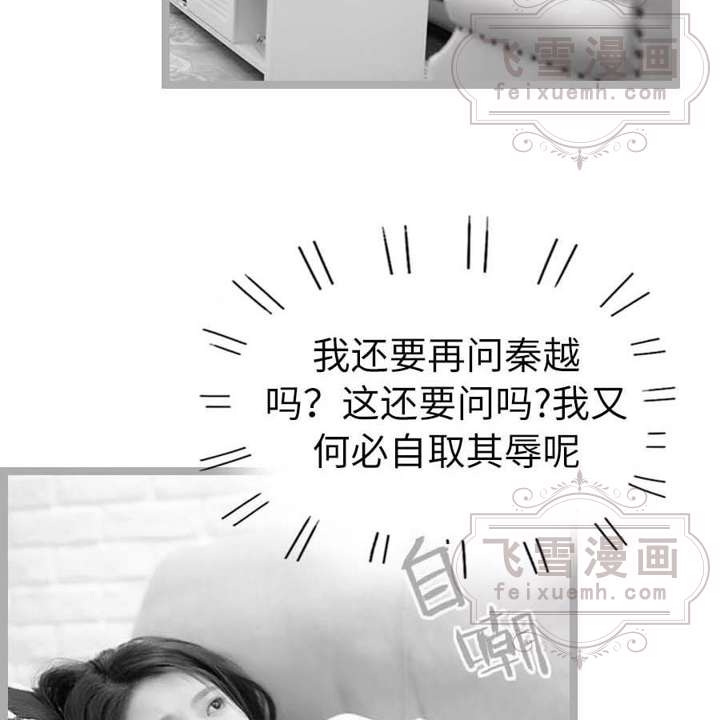 飞雪漫画
feixuemh.com
我还要再问秦越
吗？这还要问吗?我又
何必自取其辱呢
飞雪漫画
feixuemh.com
自
嘲